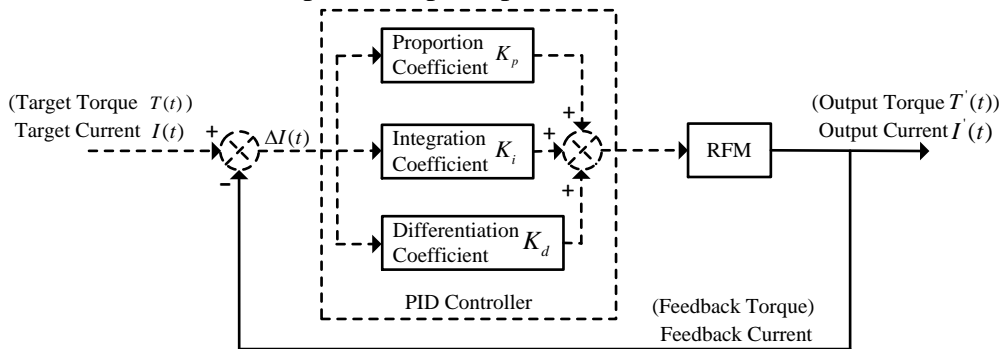 Proportion
Coefficient K_p
(Target Torque T(t) )
Target Current I(t)
+
−
ΔI(t)
Integration
Coefficient K_i
Differentiation
Coefficient K_d
+
+
+
PID Controller
RFM
(Output Torque T'(t))
Output Current I'(t)
(Feedback Torque)
Feedback Current